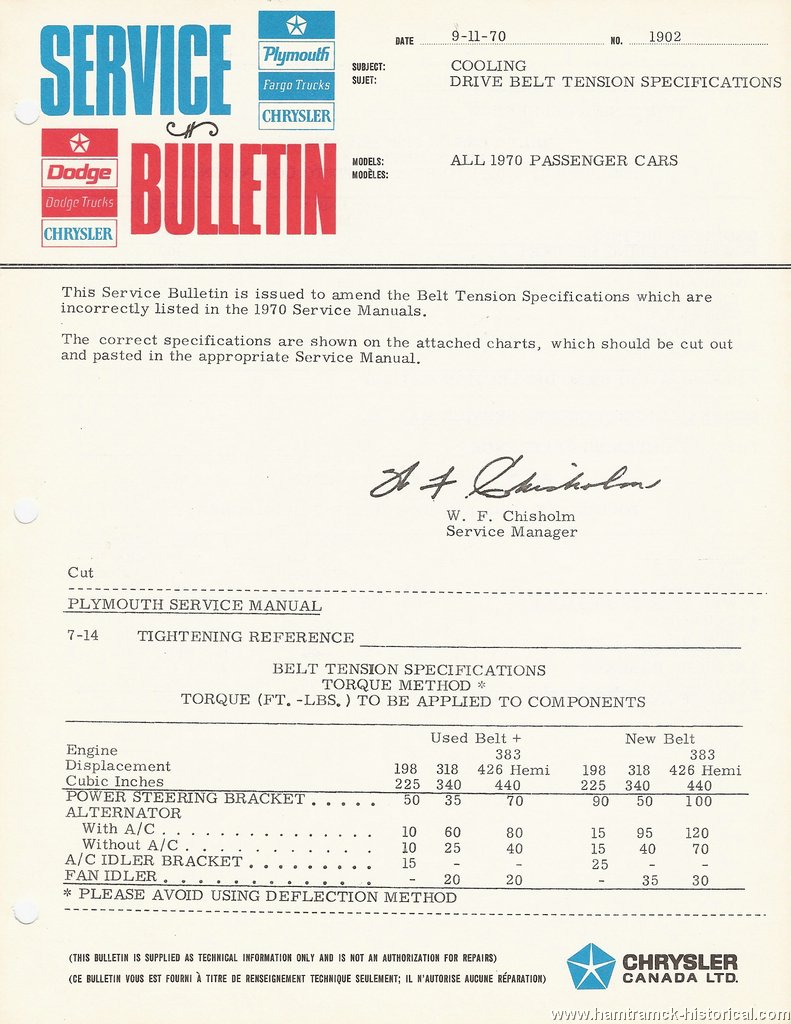 SERVICE
BULLETIN
Plymouth
Fargo Trucks
CHRYSLER
Dodge
Dodge Trucks
CHRYSLER
DATE 9-11-70 NO. 1902
SUBJECT: COOLING
SUJET: DRIVE BELT TENSION SPECIFICATIONS
MODELS: ALL 1970 PASSENGER CARS
MODÈLES:
This Service Bulletin is issued to amend the Belt Tension Specifications which are
incorrectly listed in the 1970 Service Manuals.
The correct specifications are shown on the attached charts, which should be cut out
and pasted in the appropriate Service Manual.
W F Chisholm
W. F. Chisholm
Service Manager
Cut
PLYMOUTH SERVICE MANUAL
7-14 TIGHTENING REFERENCE
BELT TENSION SPECIFICATIONS
TORQUE METHOD *
TORQUE (FT. -LBS. ) TO BE APPLIED TO COMPONENTS
Used Belt + New Belt
Engine 383 383
Displacement 198 318 426 Hemi 198 318 426 Hemi
Cubic Inches 225 340 440 225 340 440
POWER STEERING BRACKET . . . . . 50 35 70 90 50 100
ALTERNATOR
With A/C . . . . . . . . . . . . . . 10 60 80 15 95 120
Without A/C . . . . . . . . . . . . 10 25 40 15 40 70
A/C IDLER BRACKET . . . . . . . . . 15 - - 25 - -
FAN IDLER . . . . . . . . . . . . . - 20 20 - 35 30
* PLEASE AVOID USING DEFLECTION METHOD
(THIS BULLETIN IS SUPPLIED AS TECHNICAL INFORMATION ONLY AND IS NOT AN AUTHORIZATION FOR REPAIRS)
(CE BULLETIN VOUS EST FOURNI À TITRE DE RENSEIGNEMENT TECHNIQUE SEULEMENT; IL N'AUTORISE AUCUNE RÉPARATION)
CHRYSLER
CANADA LTD.
www.hamtramck-historical.com